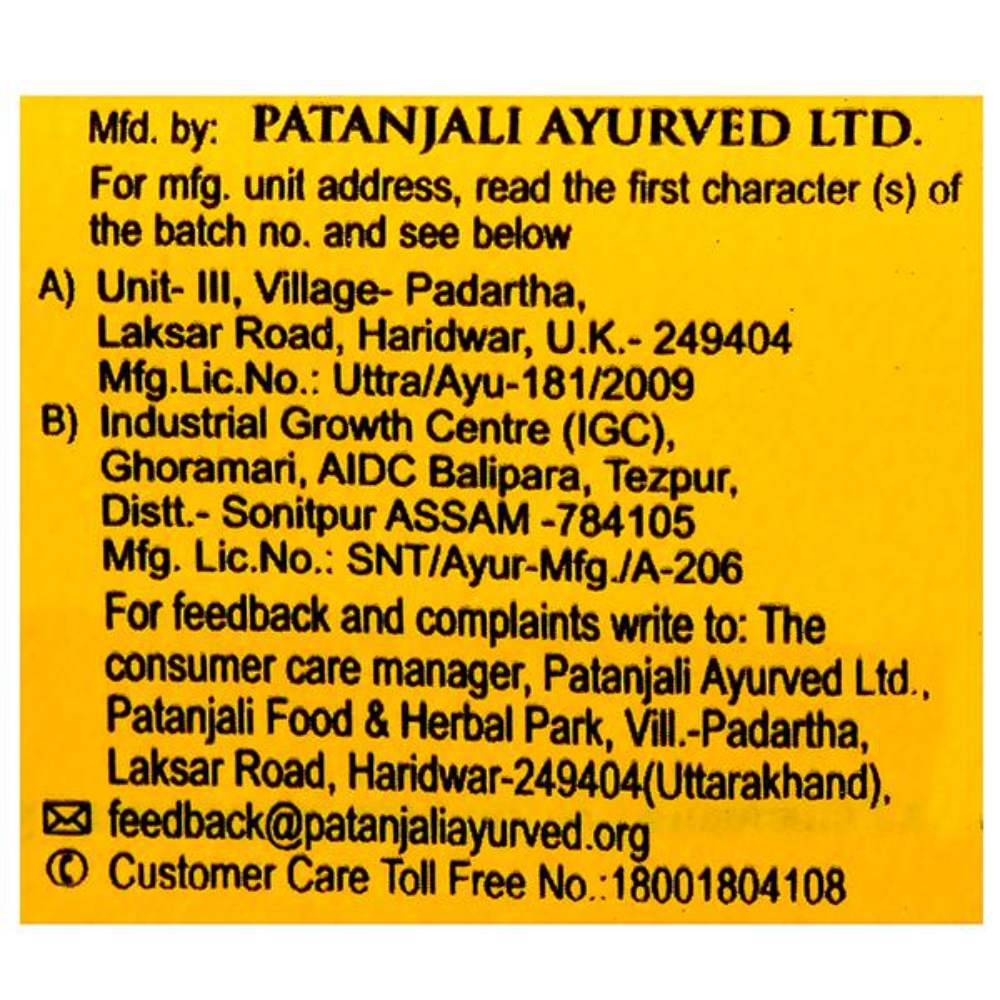 Mfd. by: PATANJALI AYURVED LTD.
For mfg. unit address, read the first character (s) of
the batch no. and see below
A) Unit- III, Village- Padartha,
Laksar Road, Haridwar, U.K.- 249404
Mfg.Lic.No.: Uttra/Ayu-181/2009
B) Industrial Growth Centre (IGC),
Ghoramari, AIDC Balipara, Tezpur,
Distt.- Sonitpur ASSAM -784105
Mfg. Lic.No.: SNT/Ayur-Mfg./A-206
For feedback and complaints write to: The
consumer care manager, Patanjali Ayurved Ltd.,
Patanjali Food & Herbal Park, Vill.-Padartha,
Laksar Road, Haridwar-249404(Uttarakhand),
feedback@patanjaliayurved.org
Customer Care Toll Free No.:18001804108